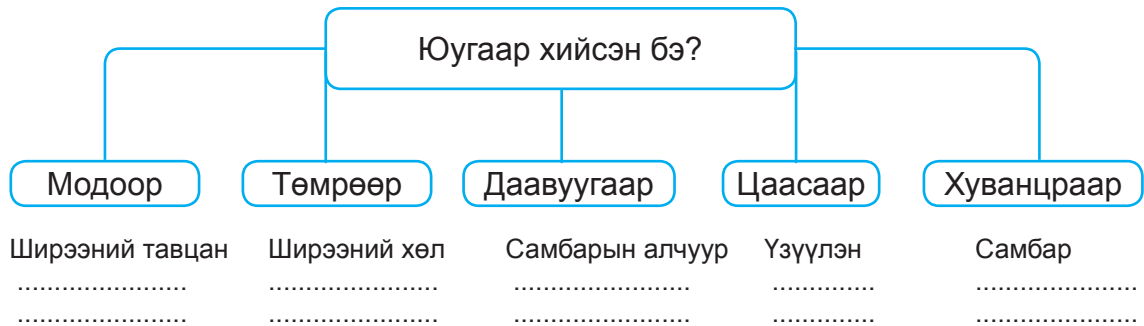 Юугаар хийсэн бэ?
Модоор Төмрөөр Даавуугаар Цаасаар Хуванцраар
Ширээний тавцан Ширээний хөл Самбарын алчуур Үзүүлэн Самбар
....................... ....................... ........................ .............. ......................
....................... ....................... ........................ .............. ......................